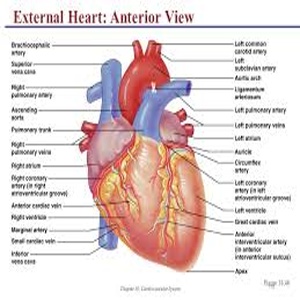 External Heart: Anterior View
Brachiocephalic
artery
Superior
vena cava
Right
pulmonary artery
Ascending
aorta
Pulmonary trunk
Right
pulmonary veins
Right atrium
Right coronary
artery (in right
atrioventricular groove)
Anterior cardiac vein
Right ventricle
Marginal artery
Small cardiac vein
Inferior
vena cava
Left common
carotid artery
Left
subclavian artery
Aortic arch
Ligamentum
arteriosum
Left pulmonary artery
Left pulmonary veins
Left atrium
Auricle
Circumflex
artery
Left coronary
artery (in left
atrioventricular groove)
Left ventricle
Great cardiac vein
Anterior
interventricular artery
(in anterior
interventricular sulcus)
Apex
Cardiovascular System